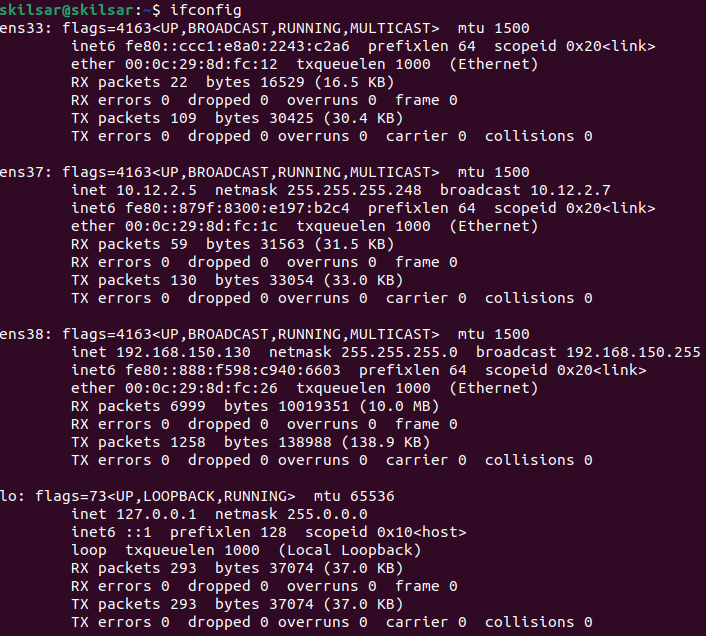 skilsar@skilsar:~$ ifconfig
ens33: flags=4163<UP,BROADCAST,RUNNING,MULTICAST>  mtu 1500
        inet6 fe80::ccc1:e8a0:2243:c2a6  prefixlen 64  scopeid 0x20<link>
        ether 00:0c:29:8d:fc:12  txqueuelen 1000  (Ethernet)
        RX packets 22  bytes 16529 (16.5 KB)
        RX errors 0  dropped 0  overruns 0  frame 0
        TX packets 109  bytes 30425 (30.4 KB)
        TX errors 0  dropped 0 overruns 0  carrier 0  collisions 0

ens37: flags=4163<UP,BROADCAST,RUNNING,MULTICAST>  mtu 1500
        inet 10.12.2.5  netmask 255.255.255.248  broadcast 10.12.2.7
        inet6 fe80::879f:8300:e197:b2c4  prefixlen 64  scopeid 0x20<link>
        ether 00:0c:29:8d:fc:1c  txqueuelen 1000  (Ethernet)
        RX packets 59  bytes 31563 (31.5 KB)
        RX errors 0  dropped 0  overruns 0  frame 0
        TX packets 130  bytes 33054 (33.0 KB)
        TX errors 0  dropped 0 overruns 0  carrier 0  collisions 0

ens38: flags=4163<UP,BROADCAST,RUNNING,MULTICAST>  mtu 1500
        inet 192.168.150.130  netmask 255.255.255.0  broadcast 192.168.150.255
        inet6 fe80::888:f598:c940:6603  prefixlen 64  scopeid 0x20<link>
        ether 00:0c:29:8d:fc:26  txqueuelen 1000  (Ethernet)
        RX packets 6999  bytes 10019351 (10.0 MB)
        RX errors 0  dropped 0  overruns 0  frame 0
        TX packets 1258  bytes 138988 (138.9 KB)
        TX errors 0  dropped 0 overruns 0  carrier 0  collisions 0

lo: flags=73<UP,LOOPBACK,RUNNING>  mtu 65536
        inet 127.0.0.1  netmask 255.0.0.0
        inet6 ::1  prefixlen 128  scopeid 0x10<host>
        loop  txqueuelen 1000  (Local Loopback)
        RX packets 293  bytes 37074 (37.0 KB)
        RX errors 0  dropped 0  overruns 0  frame 0
        TX packets 293  bytes 37074 (37.0 KB)
        TX errors 0  dropped 0 overruns 0  carrier 0  collisions 0